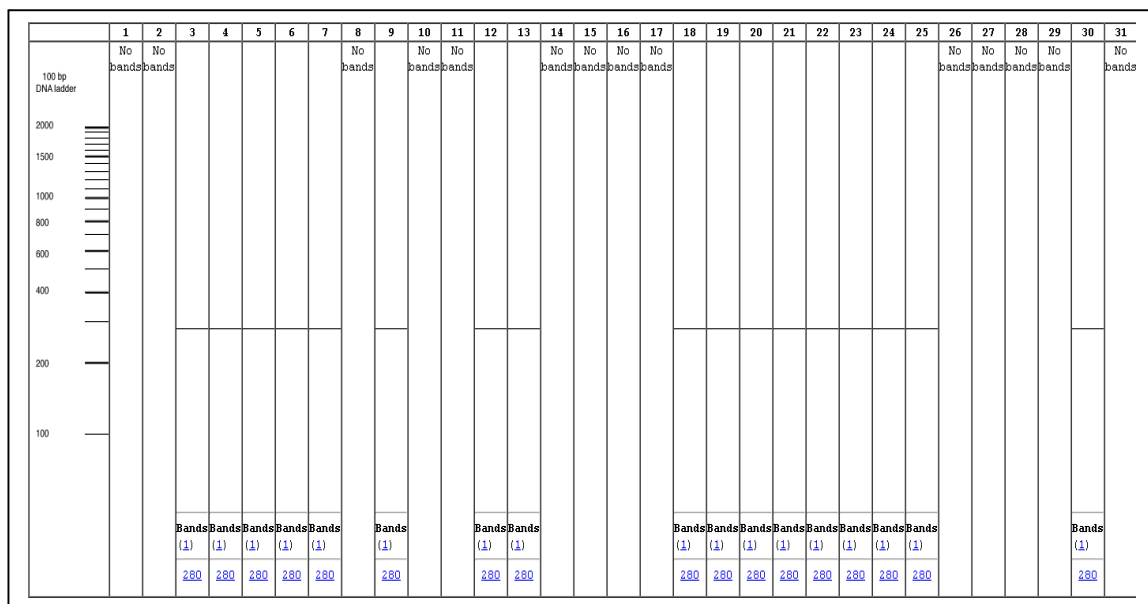 1 2 3 4 5 6 7 8 9 10 11 12 13 14 15 16 17 18 19 20 21 22 23 24 25 26 27 28 29 30 31
No No No No No No No No No No No No No No
bands bands bands bands bands bands bands bands bands bands bands bands bands bands
100 bp
DNA ladder
2000
1500
1000
800
600
400
200
100
Bands Bands Bands Bands Bands Bands Bands Bands Bands Bands Bands Bands Bands Bands Bands Bands Bands
(1) (1) (1) (1) (1) (1) (1) (1) (1) (1) (1) (1) (1) (1) (1) (1) (1)
280 280 280 280 280 280 280 280 280 280 280 280 280 280 280 280 280